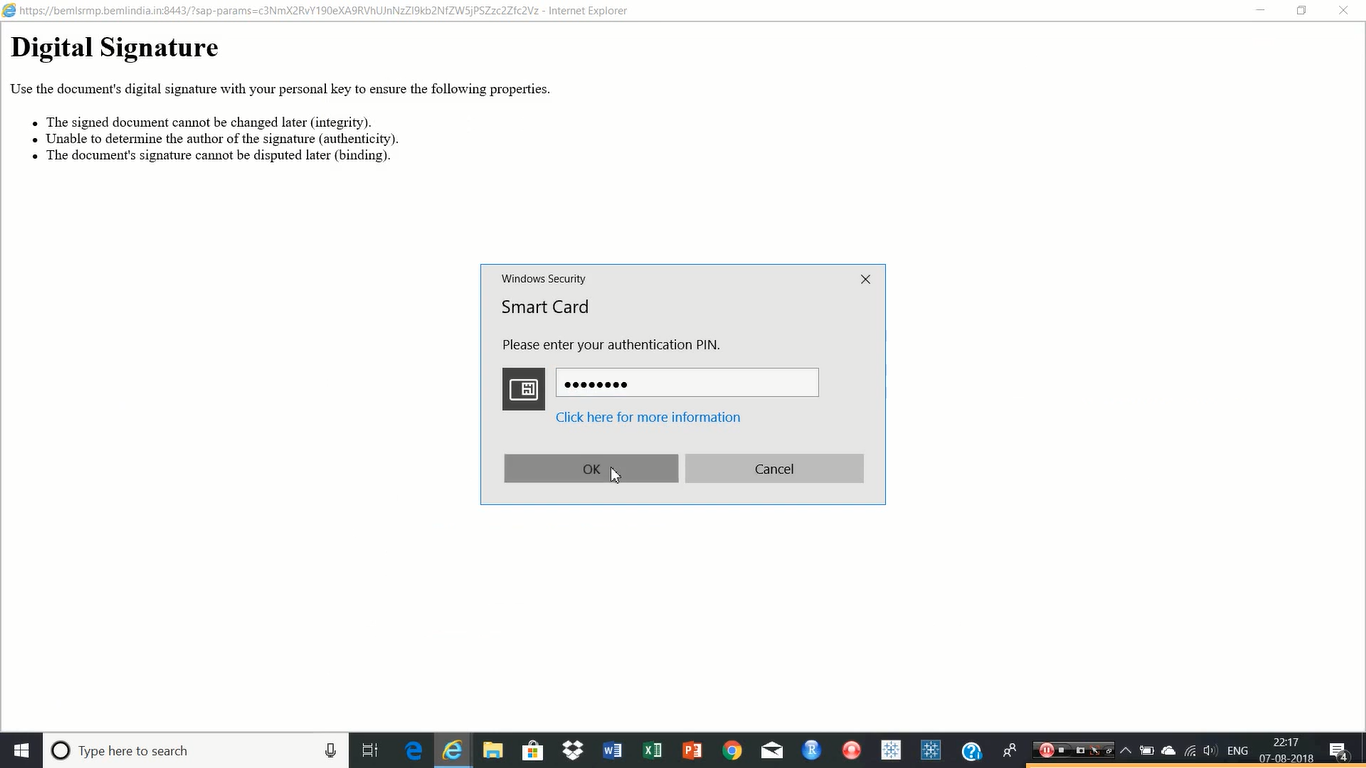 https://bemlsrmp.bemlindia.in:8443/?sap-params=c3NmX2RvY190eXA9RVhUJnNzZl9kb2NfZW5jPSZzc2Zfc2Vz - Internet Explorer
Digital Signature
Use the document's digital signature with your personal key to ensure the following properties.
The signed document cannot be changed later (integrity).
Unable to determine the author of the signature (authenticity).
The document's signature cannot be disputed later (binding).
Windows Security
Smart Card
Please enter your authentication PIN.
Click here for more information
OK
Cancel
Type here to search
ENG
22:17
07-08-2018
4